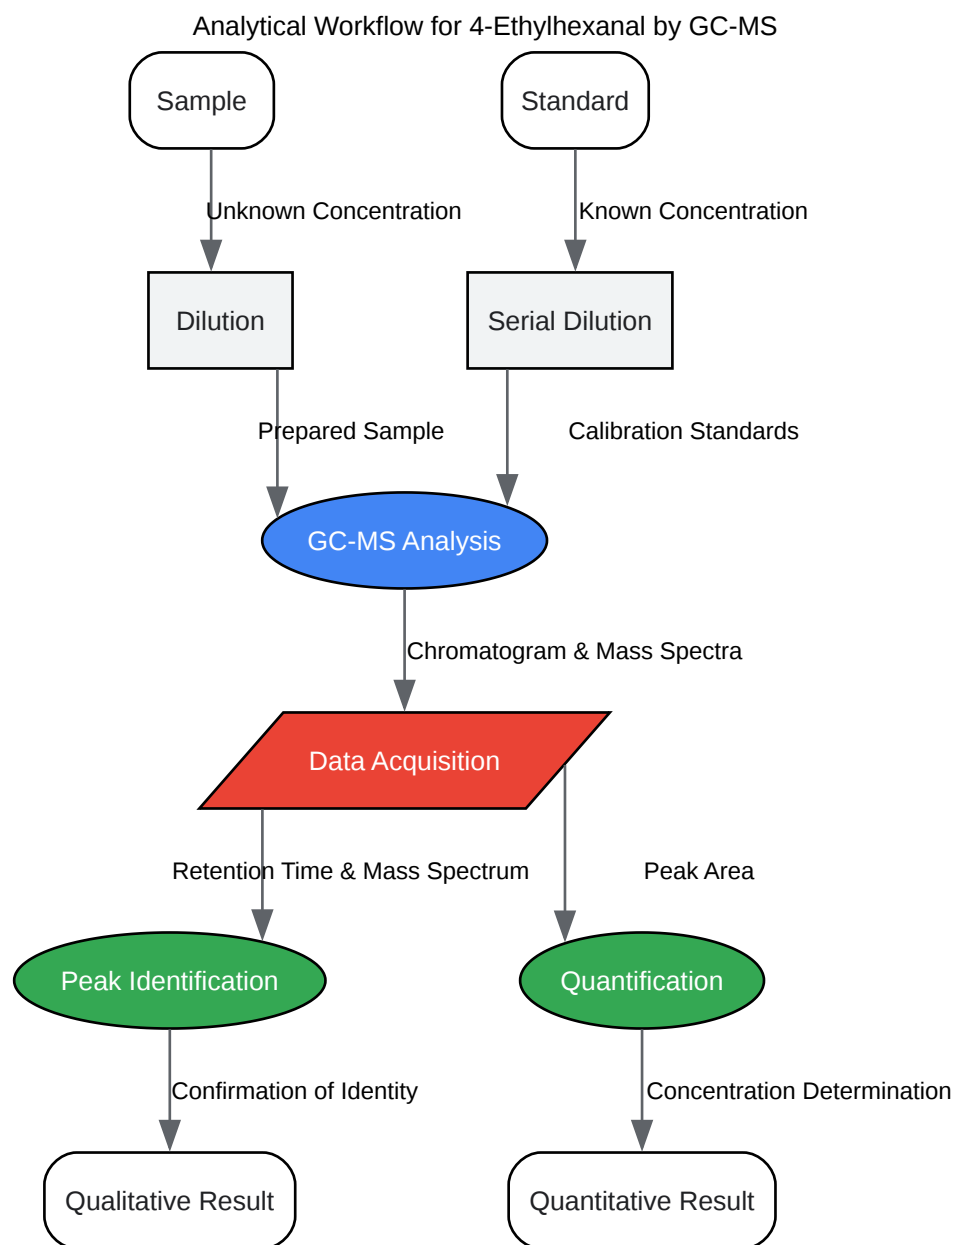 Analytical Workflow for 4-Ethylhexanal by GC-MS
Sample
Standard
Unknown Concentration
Known Concentration
Dilution
Serial Dilution
Prepared Sample
Calibration Standards
GC-MS Analysis
Chromatogram & Mass Spectra
Data Acquisition
Retention Time & Mass Spectrum
Peak Area
Peak Identification
Quantification
Confirmation of Identity
Concentration Determination
Qualitative Result
Quantitative Result